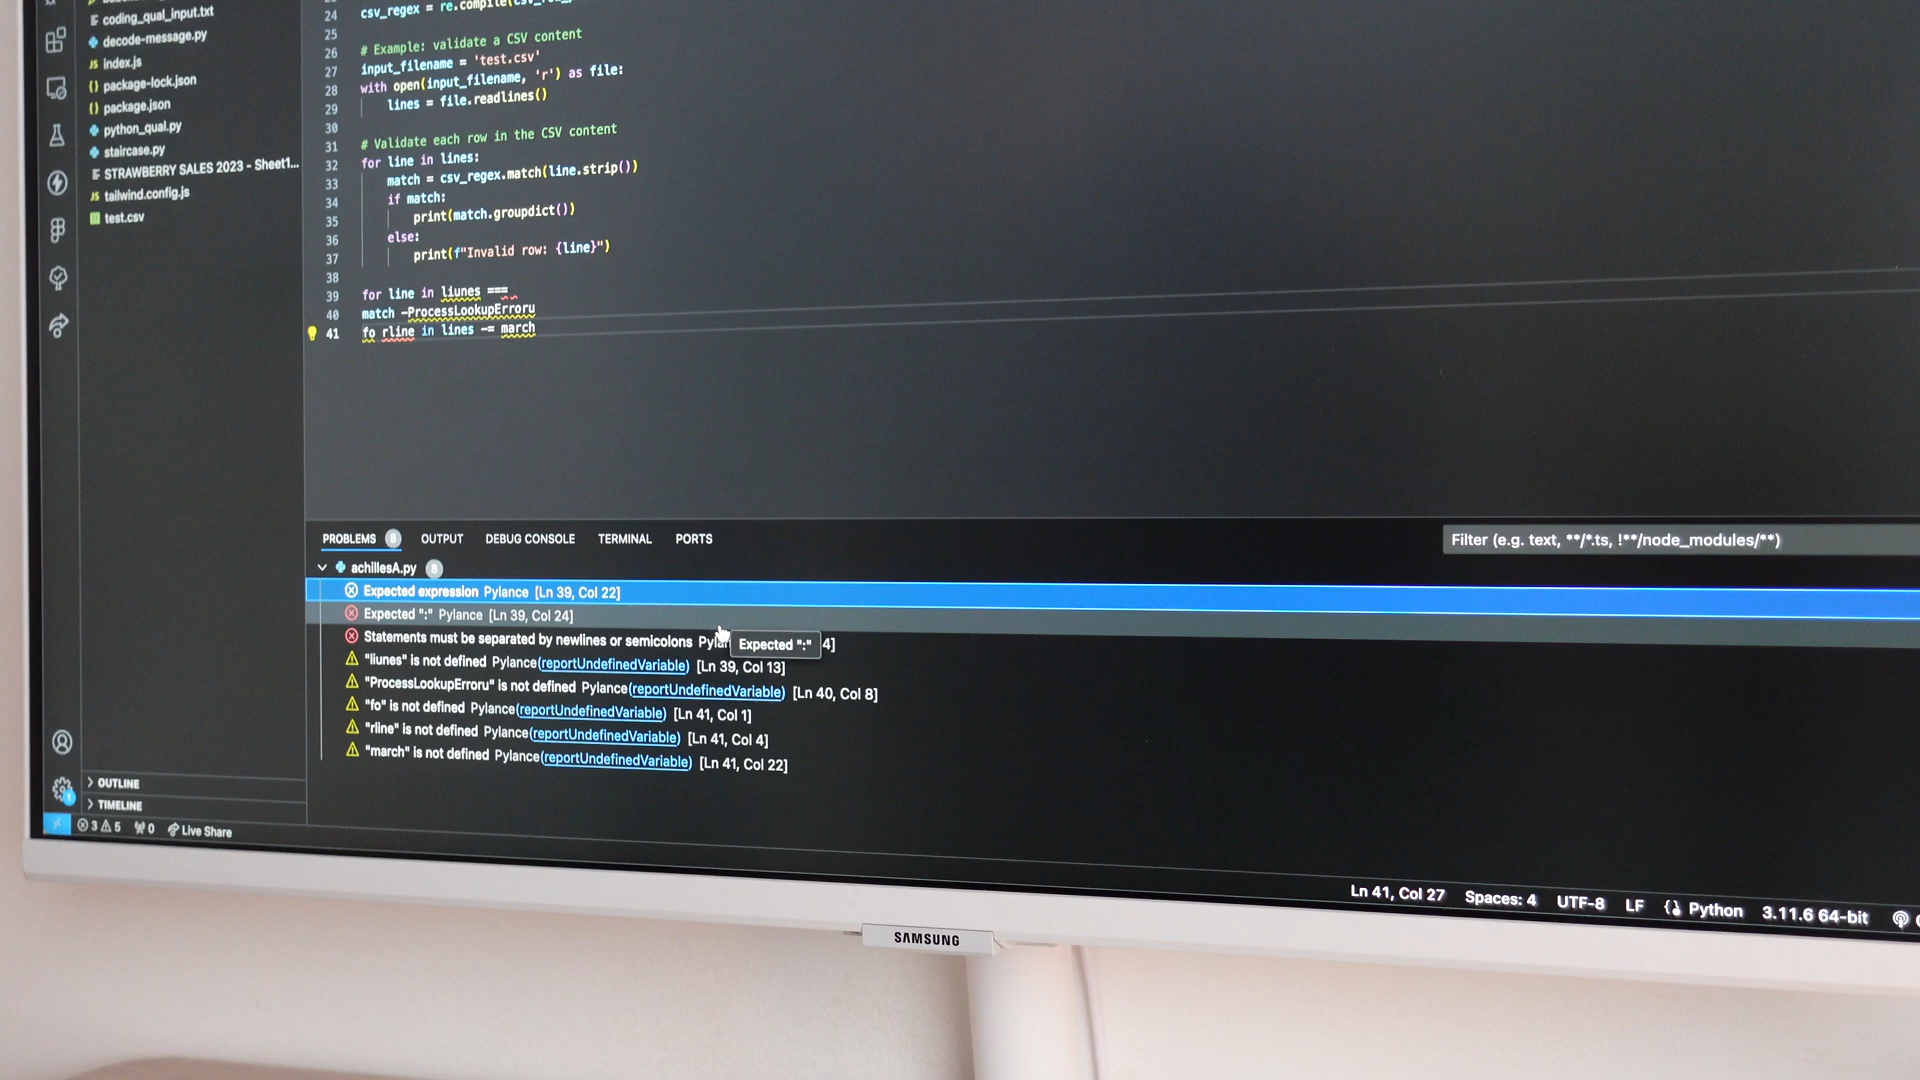 coding_qual_input.txt
decode-message.py
JS index.js
{} package-lock.json
{} package.json
python_qual.py
staircase.py
STRAWBERRY SALES 2023 - Sheet1...
JS tailwind.config.js
test.csv
OUTLINE
TIMELINE
24 csv_regex = re.compile(
25
26 # Example: validate a CSV content
27 input_filename = 'test.csv'
28 with open(input_filename, 'r') as file:
29 lines = file.readlines()
30
31 # Validate each row in the CSV content
32 for line in lines:
33 match = csv_regex.match(line.strip())
34 if match:
35 print(match.groupdict())
36 else:
37 print(f"Invalid row: {line}")
38
39 for line in liunes ===
40 match -ProcessLookupErroru
41 fo rline in lines -= march
PROBLEMS 8 OUTPUT DEBUG CONSOLE TERMINAL PORTS Filter (e.g. text, **/*.ts, !**/node_modules/**)
achillesA.py 8
Expected expression Pylance [Ln 39, Col 22]
Expected ":" Pylance [Ln 39, Col 24]
Statements must be separated by newlines or semicolons 4]
Expected ":"
"liunes" is not defined Pylance(reportUndefinedVariable) [Ln 39, Col 13]
"ProcessLookupErroru" is not defined Pylance(reportUndefinedVariable) [Ln 40, Col 8]
"fo" is not defined Pylance(reportUndefinedVariable) [Ln 41, Col 1]
"rline" is not defined Pylance(reportUndefinedVariable) [Ln 41, Col 4]
"march" is not defined Pylance(reportUndefinedVariable) [Ln 41, Col 22]
3 5 0 Live Share
Ln 41, Col 27 Spaces: 4 UTF-8 LF Python 3.11.6 64-bit
SAMSUNG